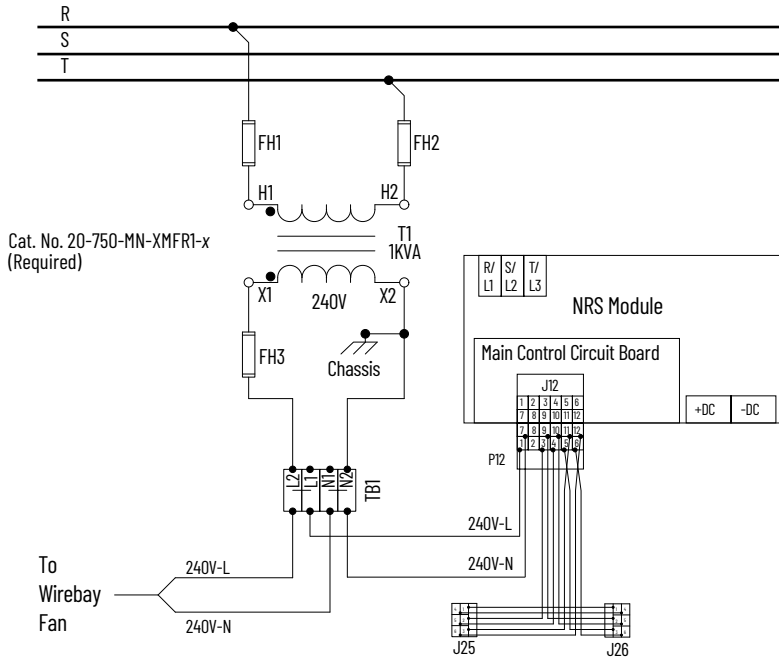 R
S
T
FH1
FH2
H1
H2
Cat. No. 20-750-MN-XMFR1-x
(Required)
T1
1KVA
X1
240V
X2
FH3
Chassis
R/
L1
S/
L2
T/
L3
NRS Module
Main Control Circuit Board
J12
1 2 3 4 5 6
7 8 9 10 11 12
7 8 9 10 11 12
1 2 3 4 5 6
P12
+DC
-DC
L2
L1
N1
N2
TB1
240V-L
240V-N
To
Wirebay
Fan
240V-L
240V-N
J25
J26